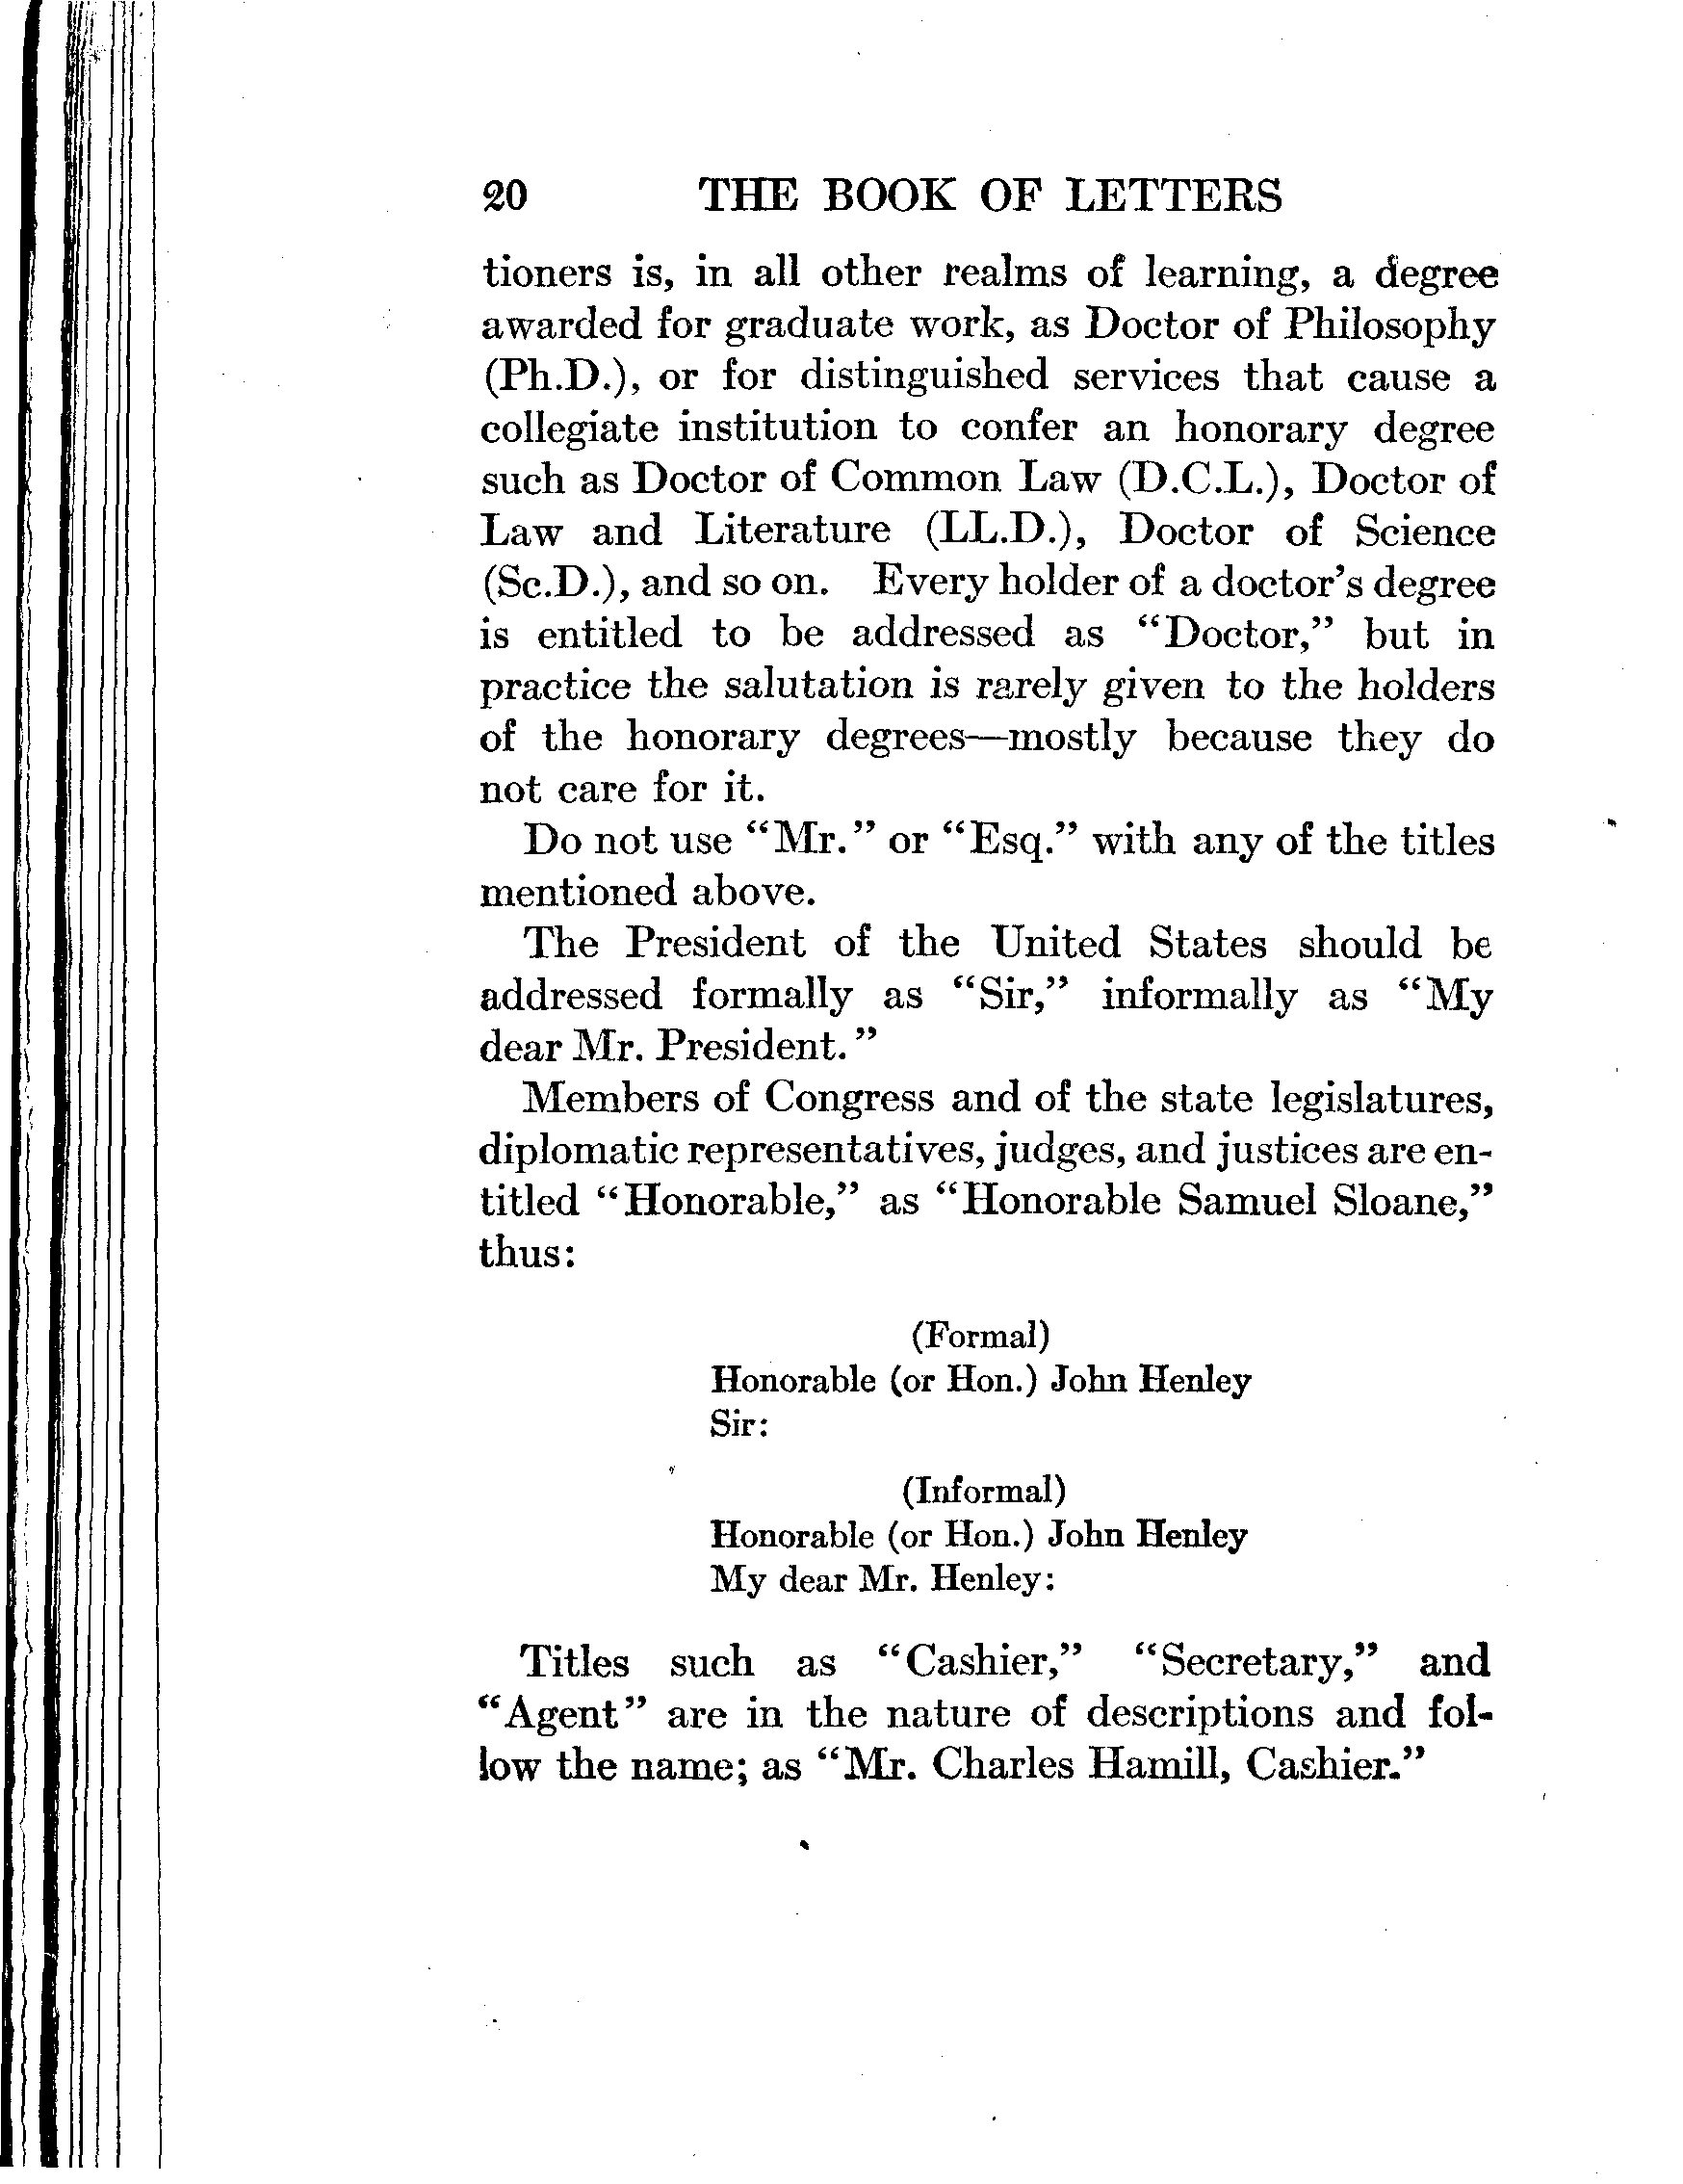 20 THE BOOK OF LETTERS
tioners is, in all other realms of learning, a degree
awarded for graduate work, as Doctor of Philosophy
(Ph.D.), or for distinguished services that cause a
collegiate institution to confer an honorary degree
such as Doctor of Common Law (D.C.L.), Doctor of
Law and Literature (LL.D.), Doctor of Science
(Sc.D.), and so on. Every holder of a doctor's degree
is entitled to be addressed as "Doctor," but in
practice the salutation is rarely given to the holders
of the honorary degrees—mostly because they do
not care for it.
Do not use "Mr." or "Esq." with any of the titles
mentioned above.
The President of the United States should be
addressed formally as "Sir," informally as "My
dear Mr. President."
Members of Congress and of the state legislatures,
diplomatic representatives, judges, and justices are en-
titled "Honorable," as "Honorable Samuel Sloane,"
thus:
(Formal)
Honorable (or Hon.) John Henley
Sir:
(Informal)
Honorable (or Hon.) John Henley
My dear Mr. Henley:
Titles such as "Cashier," "Secretary," and
"Agent" are in the nature of descriptions and fol-
low the name; as "Mr. Charles Hamill, Cashier."